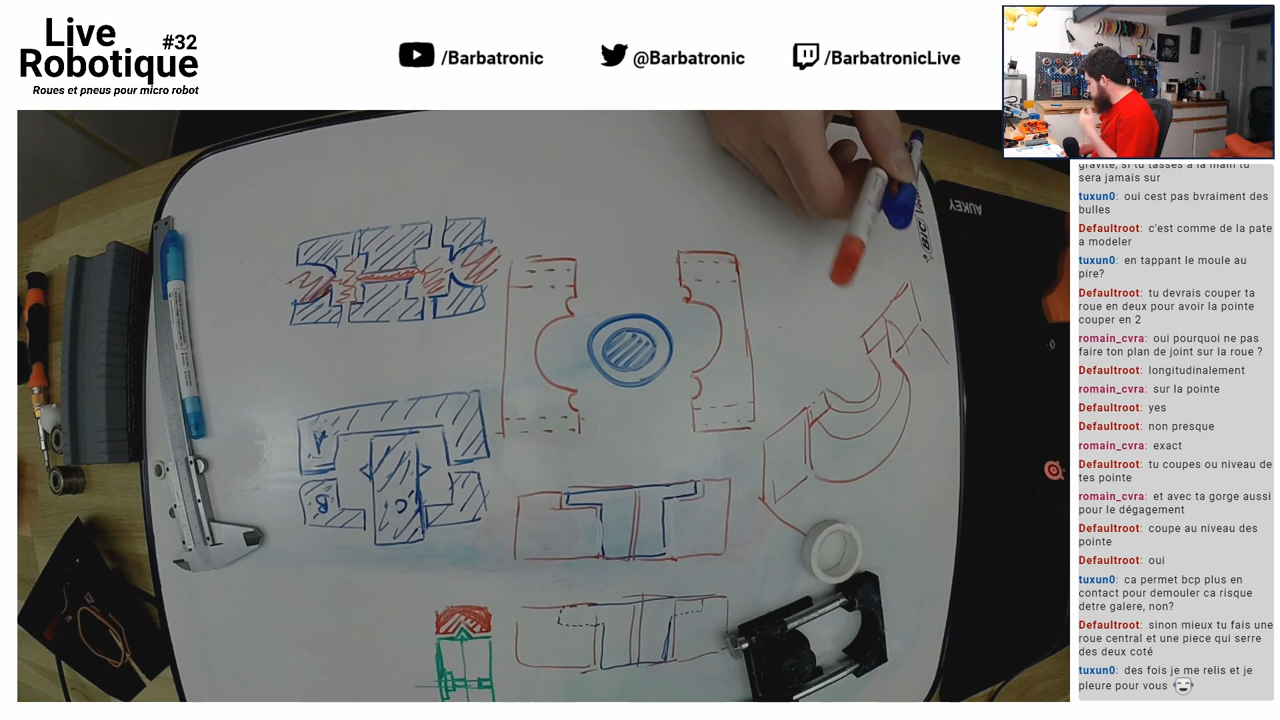 Live
Robotique #32
Roues et pneus pour micro robot
/Barbatronic
@Barbatronic
/BarbatronicLive
AUKEY
BIC
A
B
C
sera jamais sur
tuxun0: oui cest pas bvraiment des
bulles
Defaultroot: c'est comme de la pate
a modeler
tuxun0: en tappant le moule au
pire?
Defaultroot: tu devrais couper ta
roue en deux pour avoir la pointe
couper en 2
romain_cvra: oui pourquoi ne pas
faire ton plan de joint sur la roue ?
Defaultroot: longitudinalement
romain_cvra: sur la pointe
Defaultroot: yes
Defaultroot: non presque
romain_cvra: exact
Defaultroot: tu coupes ou niveau de
tes pointe
romain_cvra: et avec ta gorge aussi
pour le dégagement
Defaultroot: coupe au niveau des
pointe
Defaultroot: oui
tuxun0: ca permet bcp plus en
contact pour demouler ca risque
detre galere, non?
Defaultroot: sinon mieux tu fais une
roue central et une piece qui serre
des deux coté
tuxun0: des fois je me relis et je
pleure pour vous